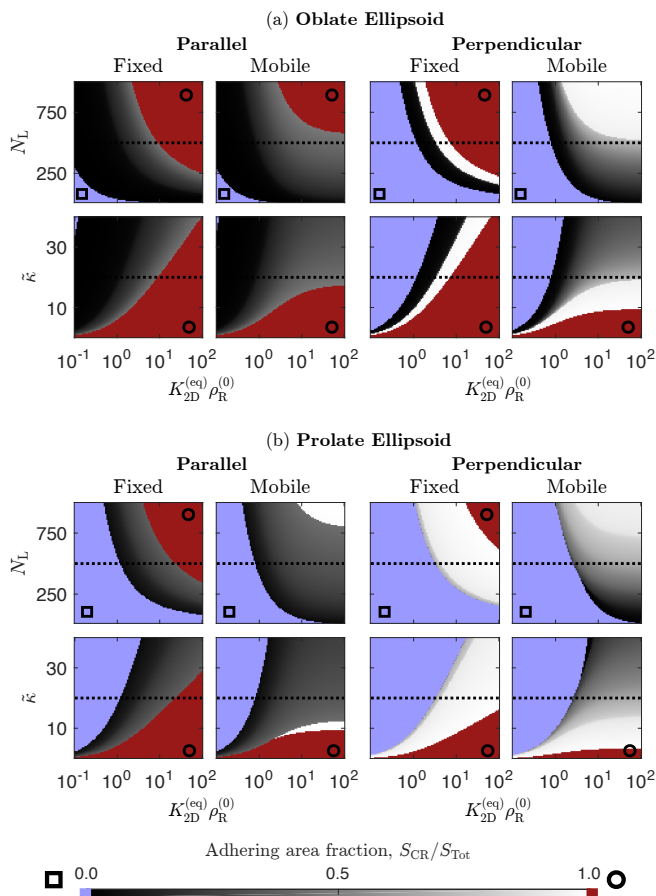 (a) Oblate Ellipsoid
Parallel Perpendicular
Fixed Mobile Fixed Mobile
N_L
750
250
κ̃
30
10
10^-1 10^0 10^1 10^2 10^0 10^1 10^2 10^0 10^1 10^2 10^0 10^1 10^2
K_2D^(eq) ρ_R^(0) K_2D^(eq) ρ_R^(0)
(b) Prolate Ellipsoid
Parallel Perpendicular
Fixed Mobile Fixed Mobile
N_L
750
250
κ̃
30
10
10^-1 10^0 10^1 10^2 10^0 10^1 10^2 10^0 10^1 10^2 10^0 10^1 10^2
K_2D^(eq) ρ_R^(0) K_2D^(eq) ρ_R^(0)
Adhering area fraction, S_CR/S_Tot
0.0 0.5 1.0